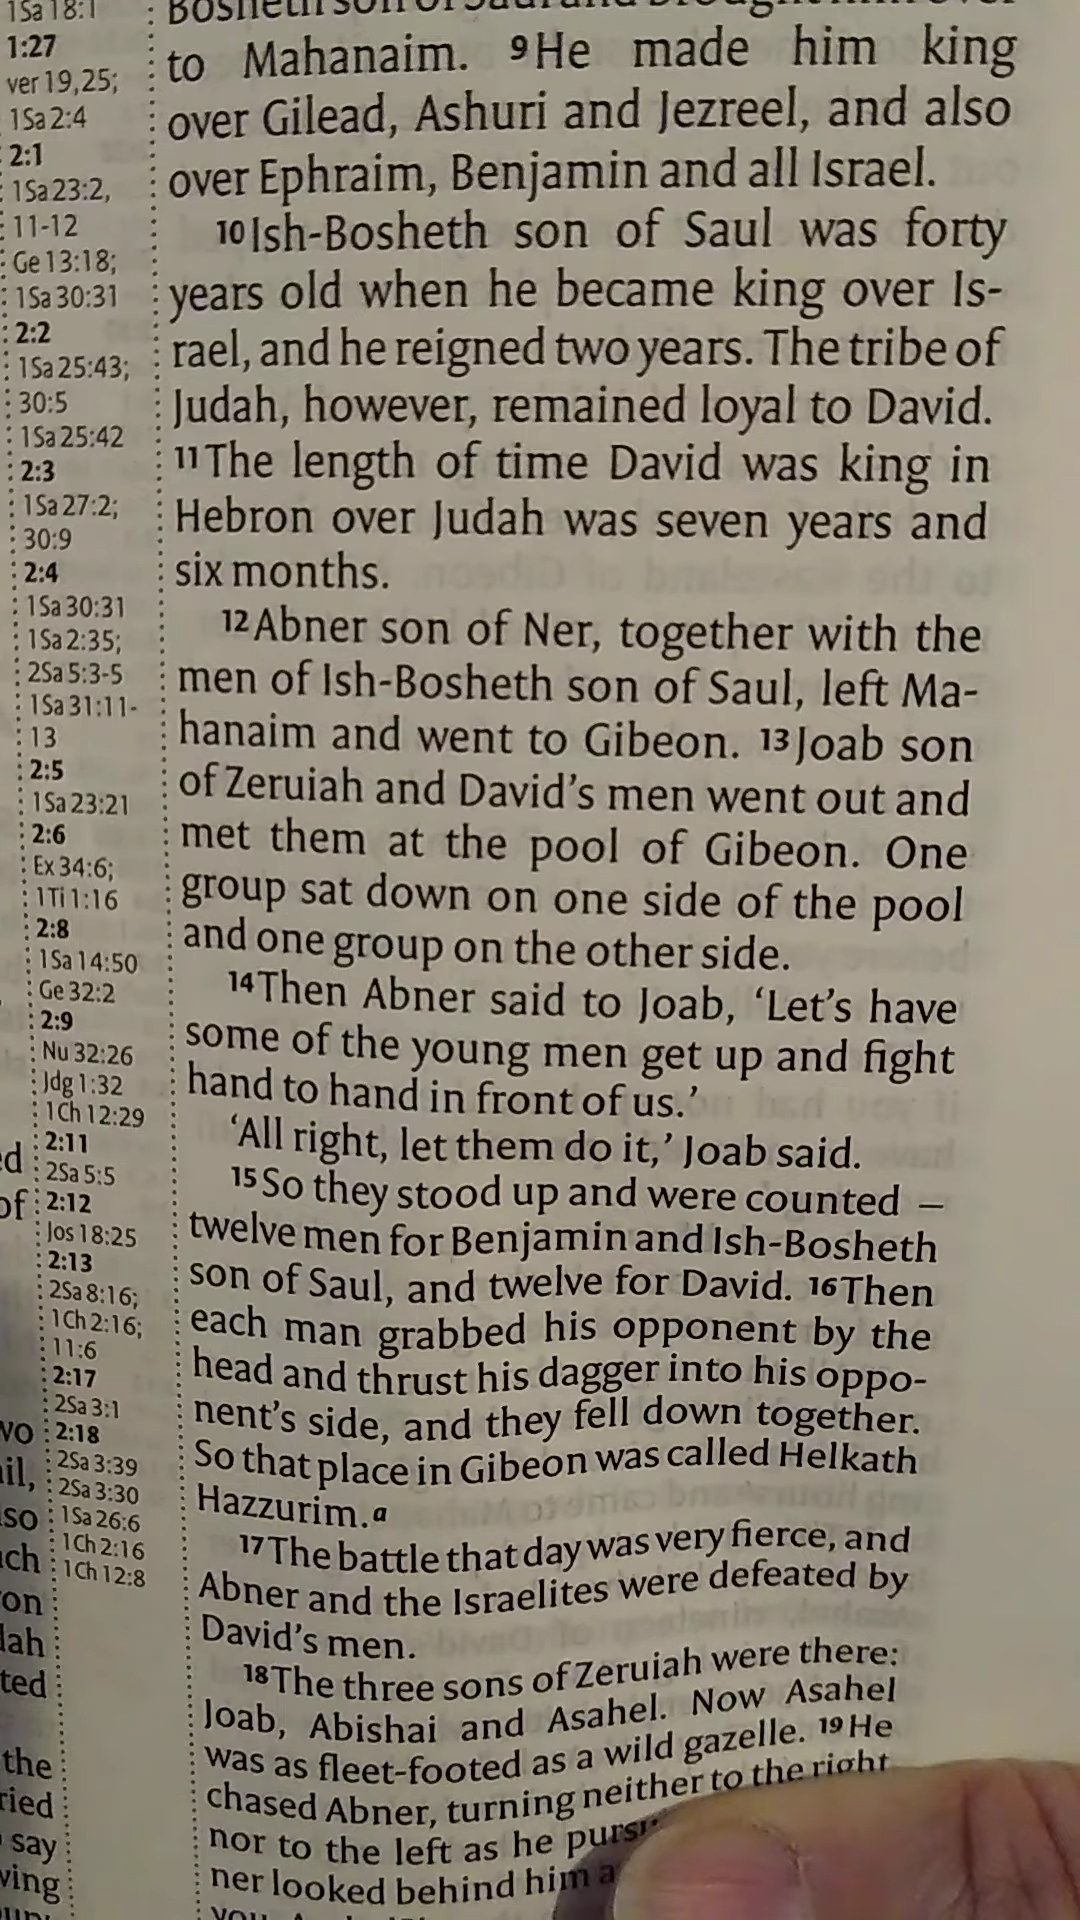 1Sa 18:1
1:27
ver 19,25;
1Sa 2:4
2:1
1Sa 23:2,
11-12
Ge 13:18;
1Sa 30:31
2:2
1Sa 25:43;
30:5
1Sa 25:42
2:3
1Sa 27:2;
30:9
2:4
1Sa 30:31
1Sa 2:35;
2Sa 5:3-5
1Sa 31:11-
13
2:5
1Sa 23:21
2:6
Ex 34:6;
1Ti 1:16
2:8
1Sa 14:50
Ge 32:2
2:9
Nu 32:26
Jdg 1:32
1Ch 12:29
2:11
2Sa 5:5
2:12
Jos 18:25
2:13
2Sa 8:16;
1Ch 2:16;
11:6
2:17
2Sa 3:1
2:18
2Sa 3:39
2Sa 3:30
1Sa 26:6
1Ch 2:16
1Ch 12:8
to Mahanaim. 9He made him king
over Gilead, Ashuri and Jezreel, and also
over Ephraim, Benjamin and all Israel.
10Ish-Bosheth son of Saul was forty
years old when he became king over Is-
rael, and he reigned two years. The tribe of
Judah, however, remained loyal to David.
11The length of time David was king in
Hebron over Judah was seven years and
six months.
12Abner son of Ner, together with the
men of Ish-Bosheth son of Saul, left Ma-
hanaim and went to Gibeon. 13Joab son
of Zeruiah and David's men went out and
met them at the pool of Gibeon. One
group sat down on one side of the pool
and one group on the other side.
14Then Abner said to Joab, ‘Let's have
some of the young men get up and fight
hand to hand in front of us.’
‘All right, let them do it,’ Joab said.
15So they stood up and were counted –
twelve men for Benjamin and Ish-Bosheth
son of Saul, and twelve for David. 16Then
each man grabbed his opponent by the
head and thrust his dagger into his oppo-
nent's side, and they fell down together.
So that place in Gibeon was called Helkath
Hazzurim.a
17The battle that day was very fierce, and
Abner and the Israelites were defeated by
David's men.
18The three sons of Zeruiah were there:
Joab, Abishai and Asahel. Now Asahel
was as fleet-footed as a wild gazelle. 19He
chased Abner, turning neither to the right
nor to the left as he
ner looked behind him